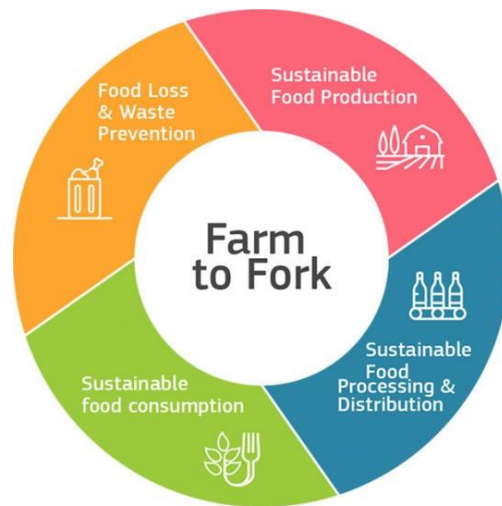 Farm
to Fork
Sustainable
Food Production
Sustainable
Food
Processing &
Distribution
Sustainable
food consumption
Food Loss
& Waste
Prevention